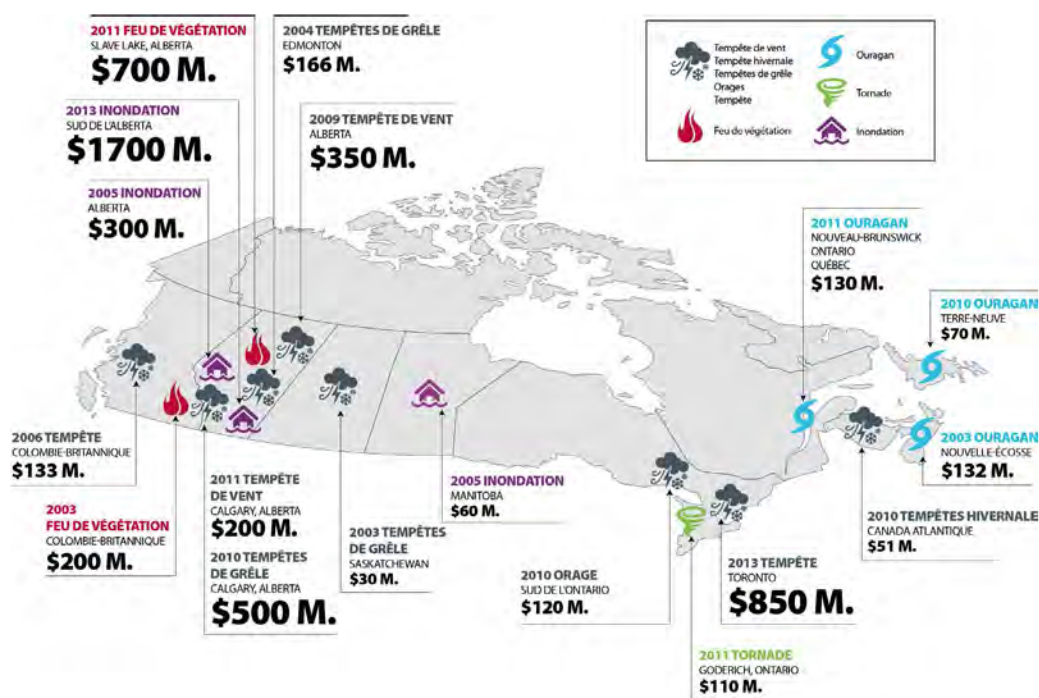 2011 FEU DE VÉGÉTATION
SLAVE LAKE, ALBERTA
$700 M.
2004 TEMPÊTES DE GRÊLE
EDMONTON
$166 M.
2013 INONDATION
SUD DE L'ALBERTA
$1700 M.
2009 TEMPÊTE DE VENT
ALBERTA
$350 M.
2005 INONDATION
ALBERTA
$300 M.
Tempête de vent
Tempête hivernale
Tempêtes de grêle
Orages
Tempête
Feu de végétation
Ouragan
Tornade
Inondation
2011 OURAGAN
NOUVEAU-BRUNSWICK
ONTARIO
QUÉBEC
$130 M.
2010 OURAGAN
TERRE-NEUVE
$70 M.
2006 TEMPÊTE
COLOMBIE-BRITANNIQUE
$133 M.
2003
FEU DE VÉGÉTATION
COLOMBIE-BRITANNIQUE
$200 M.
2011 TEMPÊTE
DE VENT
CALGARY, ALBERTA
$200 M.
2010 TEMPÊTES
DE GRÊLE
CALGARY, ALBERTA
$500 M.
2003 TEMPÊTES
DE GRÊLE
SASKATCHEWAN
$30 M.
2005 INONDATION
MANITOBA
$60 M.
2010 ORAGE
SUD DE L'ONTARIO
$120 M.
2013 TEMPÊTE
TORONTO
$850 M.
2011 TORNADE
GODERICH, ONTARIO
$110 M.
2003 OURAGAN
NOUVELLE-ÉCOSSE
$132 M.
2010 TEMPÊTES HIVERNALE
CANADA ATLANTIQUE
$51 M.